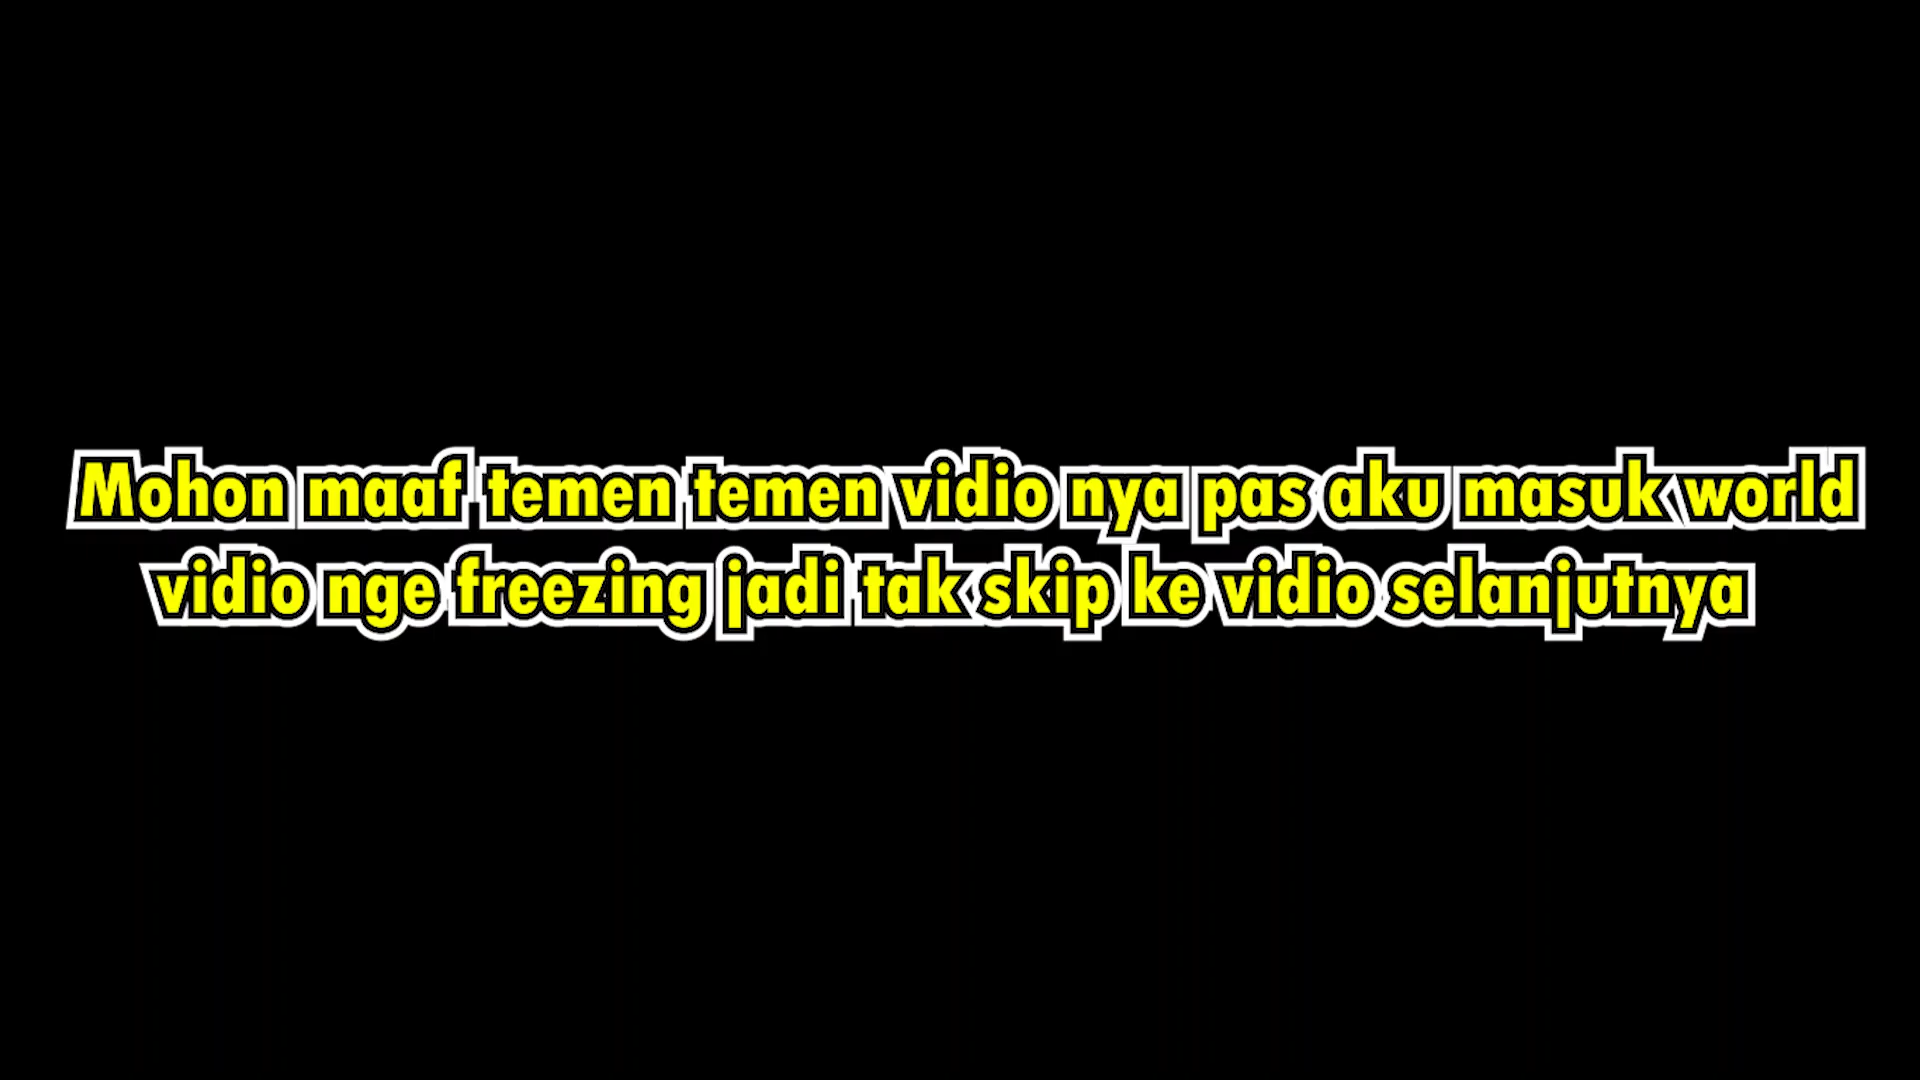 Mohon maaf temen temen vidio nya pas aku masuk world
vidio nge freezing jadi tak skip ke vidio selanjutnya